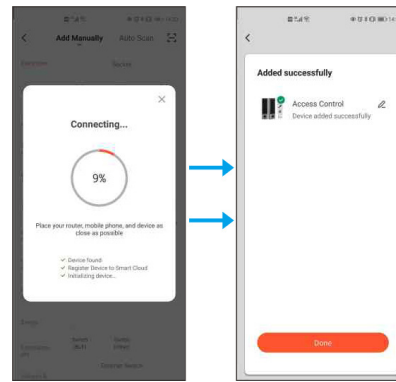 Add Manually
Auto Scan
Connecting...
9%
Place your router, mobile phone, and device as
close as possible
Device found
Register Device to Smart Cloud
Initializing device...
Added successfully
Access Control
Device added successfully
Done